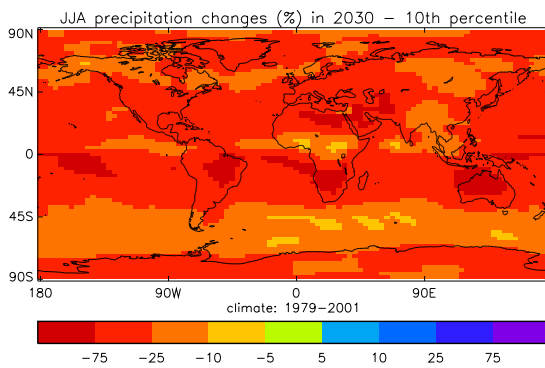 JJA precipitation changes (%) in 2030 – 10th percentile
90N
45N
0
45S
90S
180 90W 0 90E
climate: 1979–2001
−75 −25 −10 −5 5 10 25 75